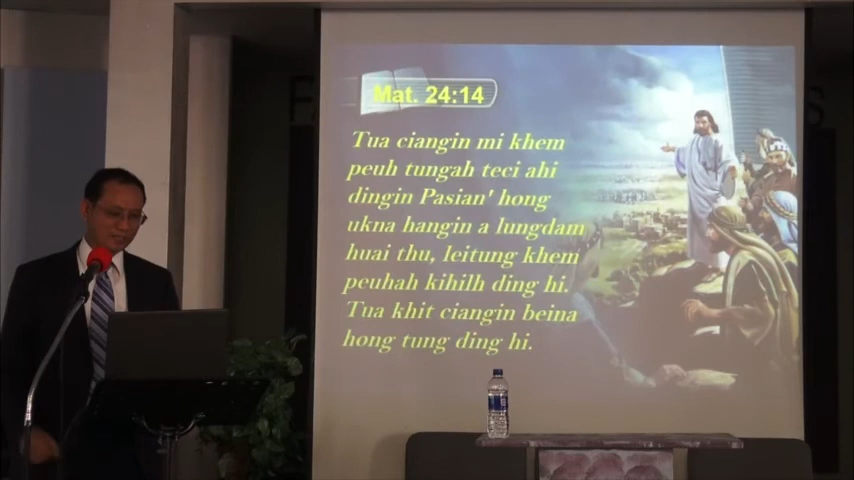 Mat. 24:14
Tua ciangin mi khem
peuh tungah teci ahi
dingin Pasian' hong
ukna hangin a lungdam
huai thu, leitung khem
peuhah kihilh ding hi.
Tua khit ciangin beina
hong tung ding hi.